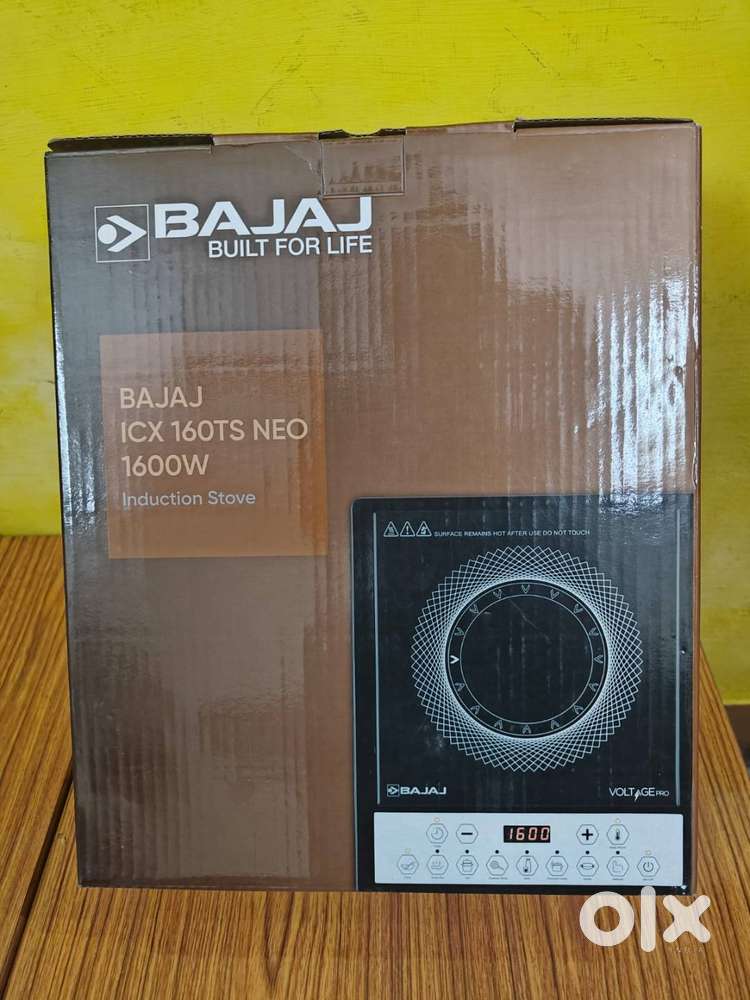 BAJAJ
BUILT FOR LIFE
BAJAJ
ICX 160TS NEO
1600W
Induction Stove
SURFACE REMAINS HOT AFTER USE DO NOT TOUCH
BAJAJ
VOLTAGE PRO
1600
olx